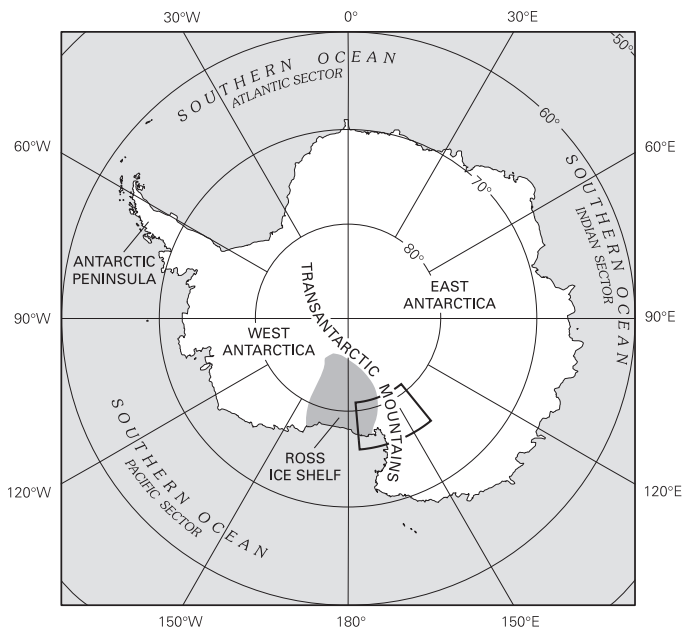 30°W 0° 30°E
50°
SOUTHERN OCEAN
ATLANTIC SECTOR
60°
60°W
60°E
70°
SOUTHERN OCEAN
INDIAN SECTOR
80°
ANTARCTIC
PENINSULA
TRANSANTARCTIC MOUNTAINS
EAST
ANTARCTICA
90°W
90°E
WEST
ANTARCTICA
ROSS
ICE SHELF
SOUTHERN OCEAN
PACIFIC SECTOR
120°W
120°E
150°W 180° 150°E